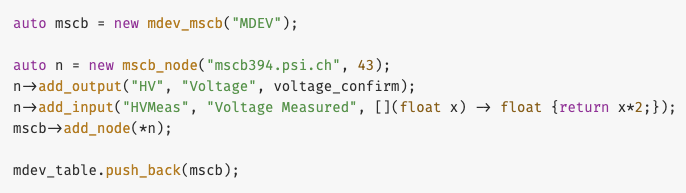 auto mscb = new mdev_mscb("MDEV");
auto n = new mscb_node("mscb394.psi.ch", 43);
n->add_output("HV", "Voltage", voltage_confirm);
n->add_input("HVMeas", "Voltage Measured", [](float x) -> float {return x*2;});
mscb->add_node(*n);
mdev_table.push_back(mscb);